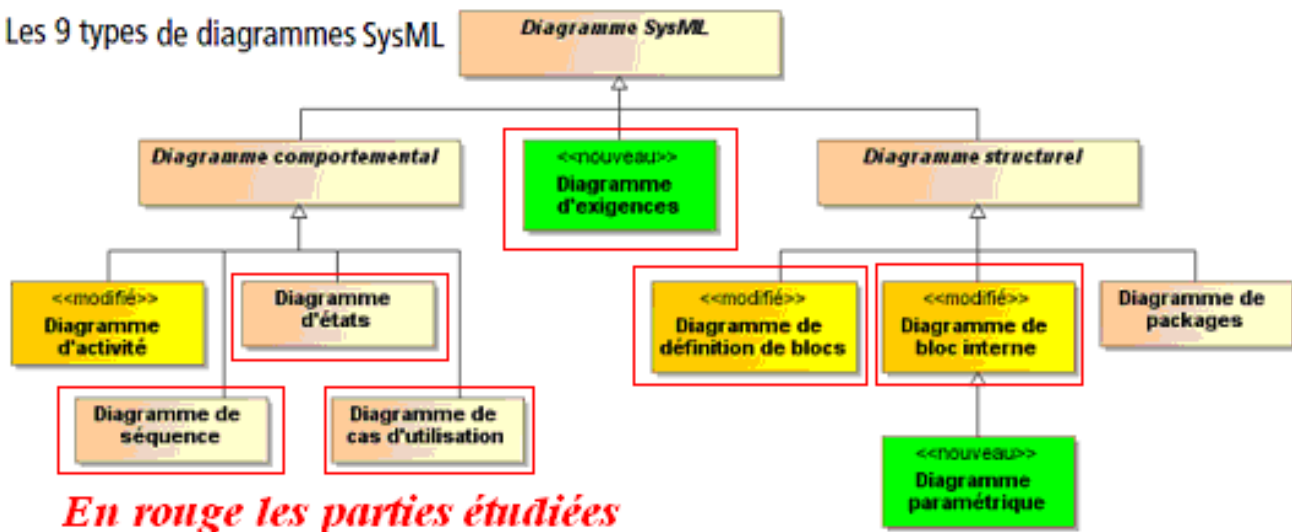 Les 9 types de diagrammes SysML
Diagramme SysML
Diagramme comportemental
<<nouveau>>
Diagramme
d'exigences
Diagramme structurel
<<modifié>>
Diagramme
d'activité
Diagramme
d'états
<<modifié>>
Diagramme de
définition de blocs
<<modifié>>
Diagramme de
bloc interne
Diagramme de
packages
Diagramme de
séquence
Diagramme de
cas d'utilisation
<<nouveau>>
Diagramme
paramétrique
En rouge les parties étudiées